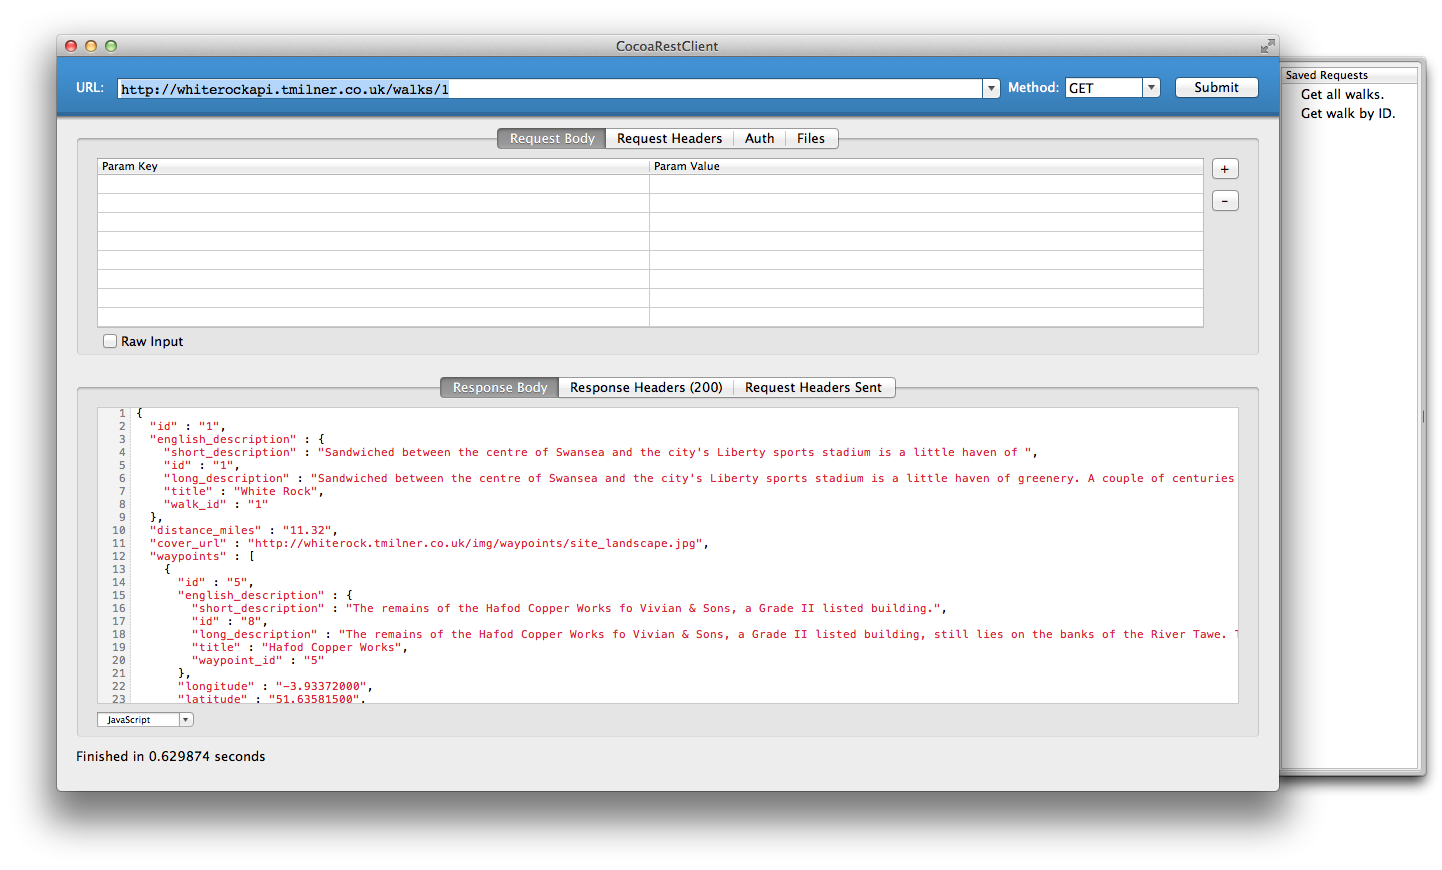 CocoaRestClient
URL: http://whiterockapi.tmilner.co.uk/walks/1 Method: GET Submit
Saved Requests
Get all walks.
Get walk by ID.
Request Body Request Headers Auth Files
Param Key Param Value
+
-
Raw Input
Response Body Response Headers (200) Request Headers Sent
1 {
2 "id" : "1",
3 "english_description" : {
4 "short_description" : "Sandwiched between the centre of Swansea and the city's Liberty sports stadium is a little haven of ",
5 "id" : "1",
6 "long_description" : "Sandwiched between the centre of Swansea and the city's Liberty sports stadium is a little haven of greenery. A couple of centuries
7 "title" : "White Rock",
8 "walk_id" : "1"
9 },
10 "distance_miles" : "11.32",
11 "cover_url" : "http://whiterock.tmilner.co.uk/img/waypoints/site_landscape.jpg",
12 "waypoints" : [
13 {
14 "id" : "5",
15 "english_description" : {
16 "short_description" : "The remains of the Hafod Copper Works fo Vivian & Sons, a Grade II listed building.",
17 "id" : "8",
18 "long_description" : "The remains of the Hafod Copper Works fo Vivian & Sons, a Grade II listed building, still lies on the banks of the River Tawe.
19 "title" : "Hafod Copper Works",
20 "waypoint_id" : "5"
21 },
22 "longitude" : "-3.93372000",
23 "latitude" : "51.63581500",
JavaScript
Finished in 0.629874 seconds